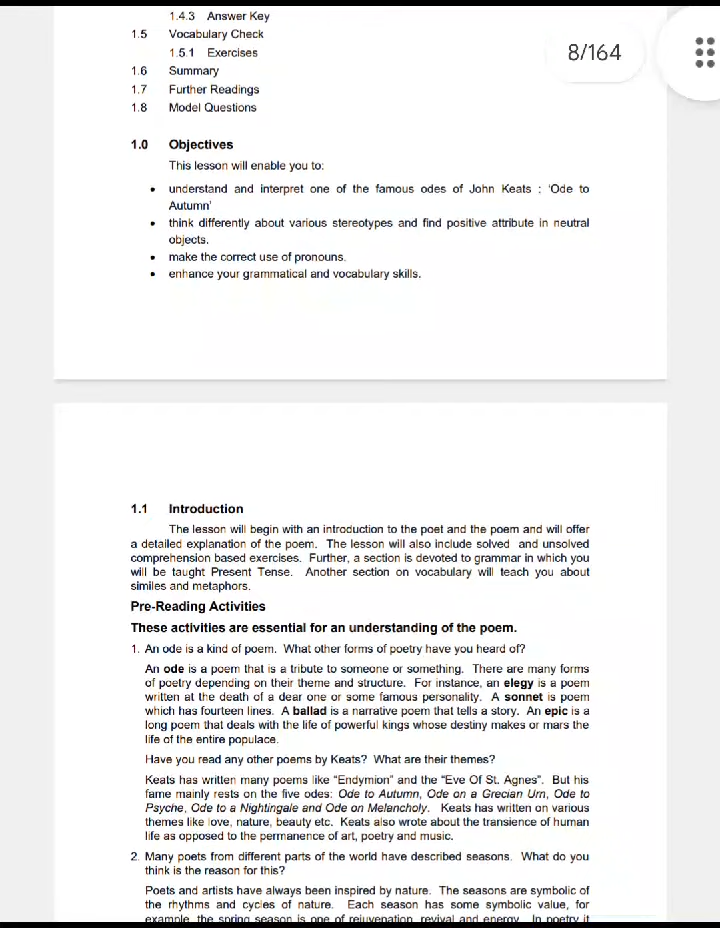 1.4.3 Answer Key
1.5 Vocabulary Check
1.5.1 Exercises
8/164
1.6 Summary
1.7 Further Readings
1.8 Model Questions
1.0 Objectives
This lesson will enable you to:
• understand and interpret one of the famous odes of John Keats : 'Ode to
Autumn'
• think differently about various stereotypes and find positive attribute in neutral
objects.
• make the correct use of pronouns.
• enhance your grammatical and vocabulary skills.
1.1 Introduction
The lesson will begin with an introduction to the poet and the poem and will offer
a detailed explanation of the poem. The lesson will also include solved and unsolved
comprehension based exercises. Further, a section is devoted to grammar in which you
will be taught Present Tense. Another section on vocabulary will teach you about
similes and metaphors.
Pre-Reading Activities
These activities are essential for an understanding of the poem.
1. An ode is a kind of poem. What other forms of poetry have you heard of?
An ode is a poem that is a tribute to someone or something. There are many forms
of poetry depending on their theme and structure. For instance, an elegy is a poem
written at the death of a dear one or some famous personality. A sonnet is poem
which has fourteen lines. A ballad is a narrative poem that tells a story. An epic is a
long poem that deals with the life of powerful kings whose destiny makes or mars the
life of the entire populace.
Have you read any other poems by Keats? What are their themes?
Keats has written many poems like "Endymion" and the "Eve Of St. Agnes". But his
fame mainly rests on the five odes: Ode to Autumn, Ode on a Grecian Urn, Ode to
Psyche, Ode to a Nightingale and Ode on Melancholy. Keats has written on various
themes like love, nature, beauty etc. Keats also wrote about the transience of human
life as opposed to the permanence of art, poetry and music.
2. Many poets from different parts of the world have described seasons. What do you
think is the reason for this?
Poets and artists have always been inspired by nature. The seasons are symbolic of
the rhythms and cycles of nature. Each season has some symbolic value, for
example, the spring season is one of rejuvenation, revival and energy. In poetry it